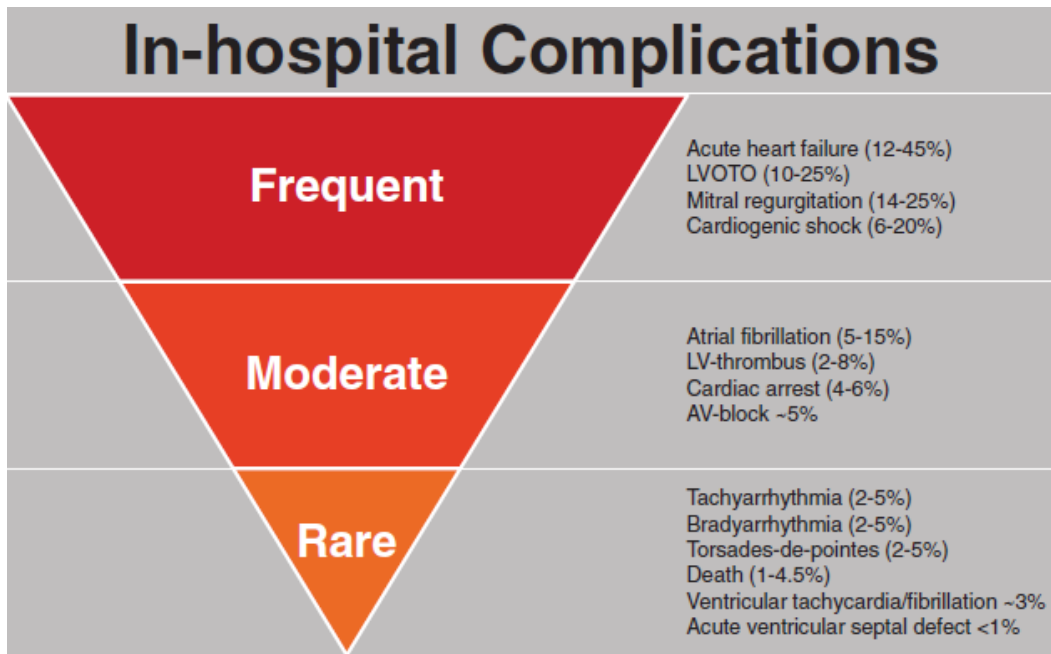 In-hospital Complications
Frequent
Acute heart failure (12-45%)
LVOTO (10-25%)
Mitral regurgitation (14-25%)
Cardiogenic shock (6-20%)
Moderate
Atrial fibrillation (5-15%)
LV-thrombus (2-8%)
Cardiac arrest (4-6%)
AV-block ~5%
Rare
Tachyarrhythmia (2-5%)
Bradyarrhythmia (2-5%)
Torsades-de-pointes (2-5%)
Death (1-4.5%)
Ventricular tachycardia/fibrillation ~3%
Acute ventricular septal defect <1%